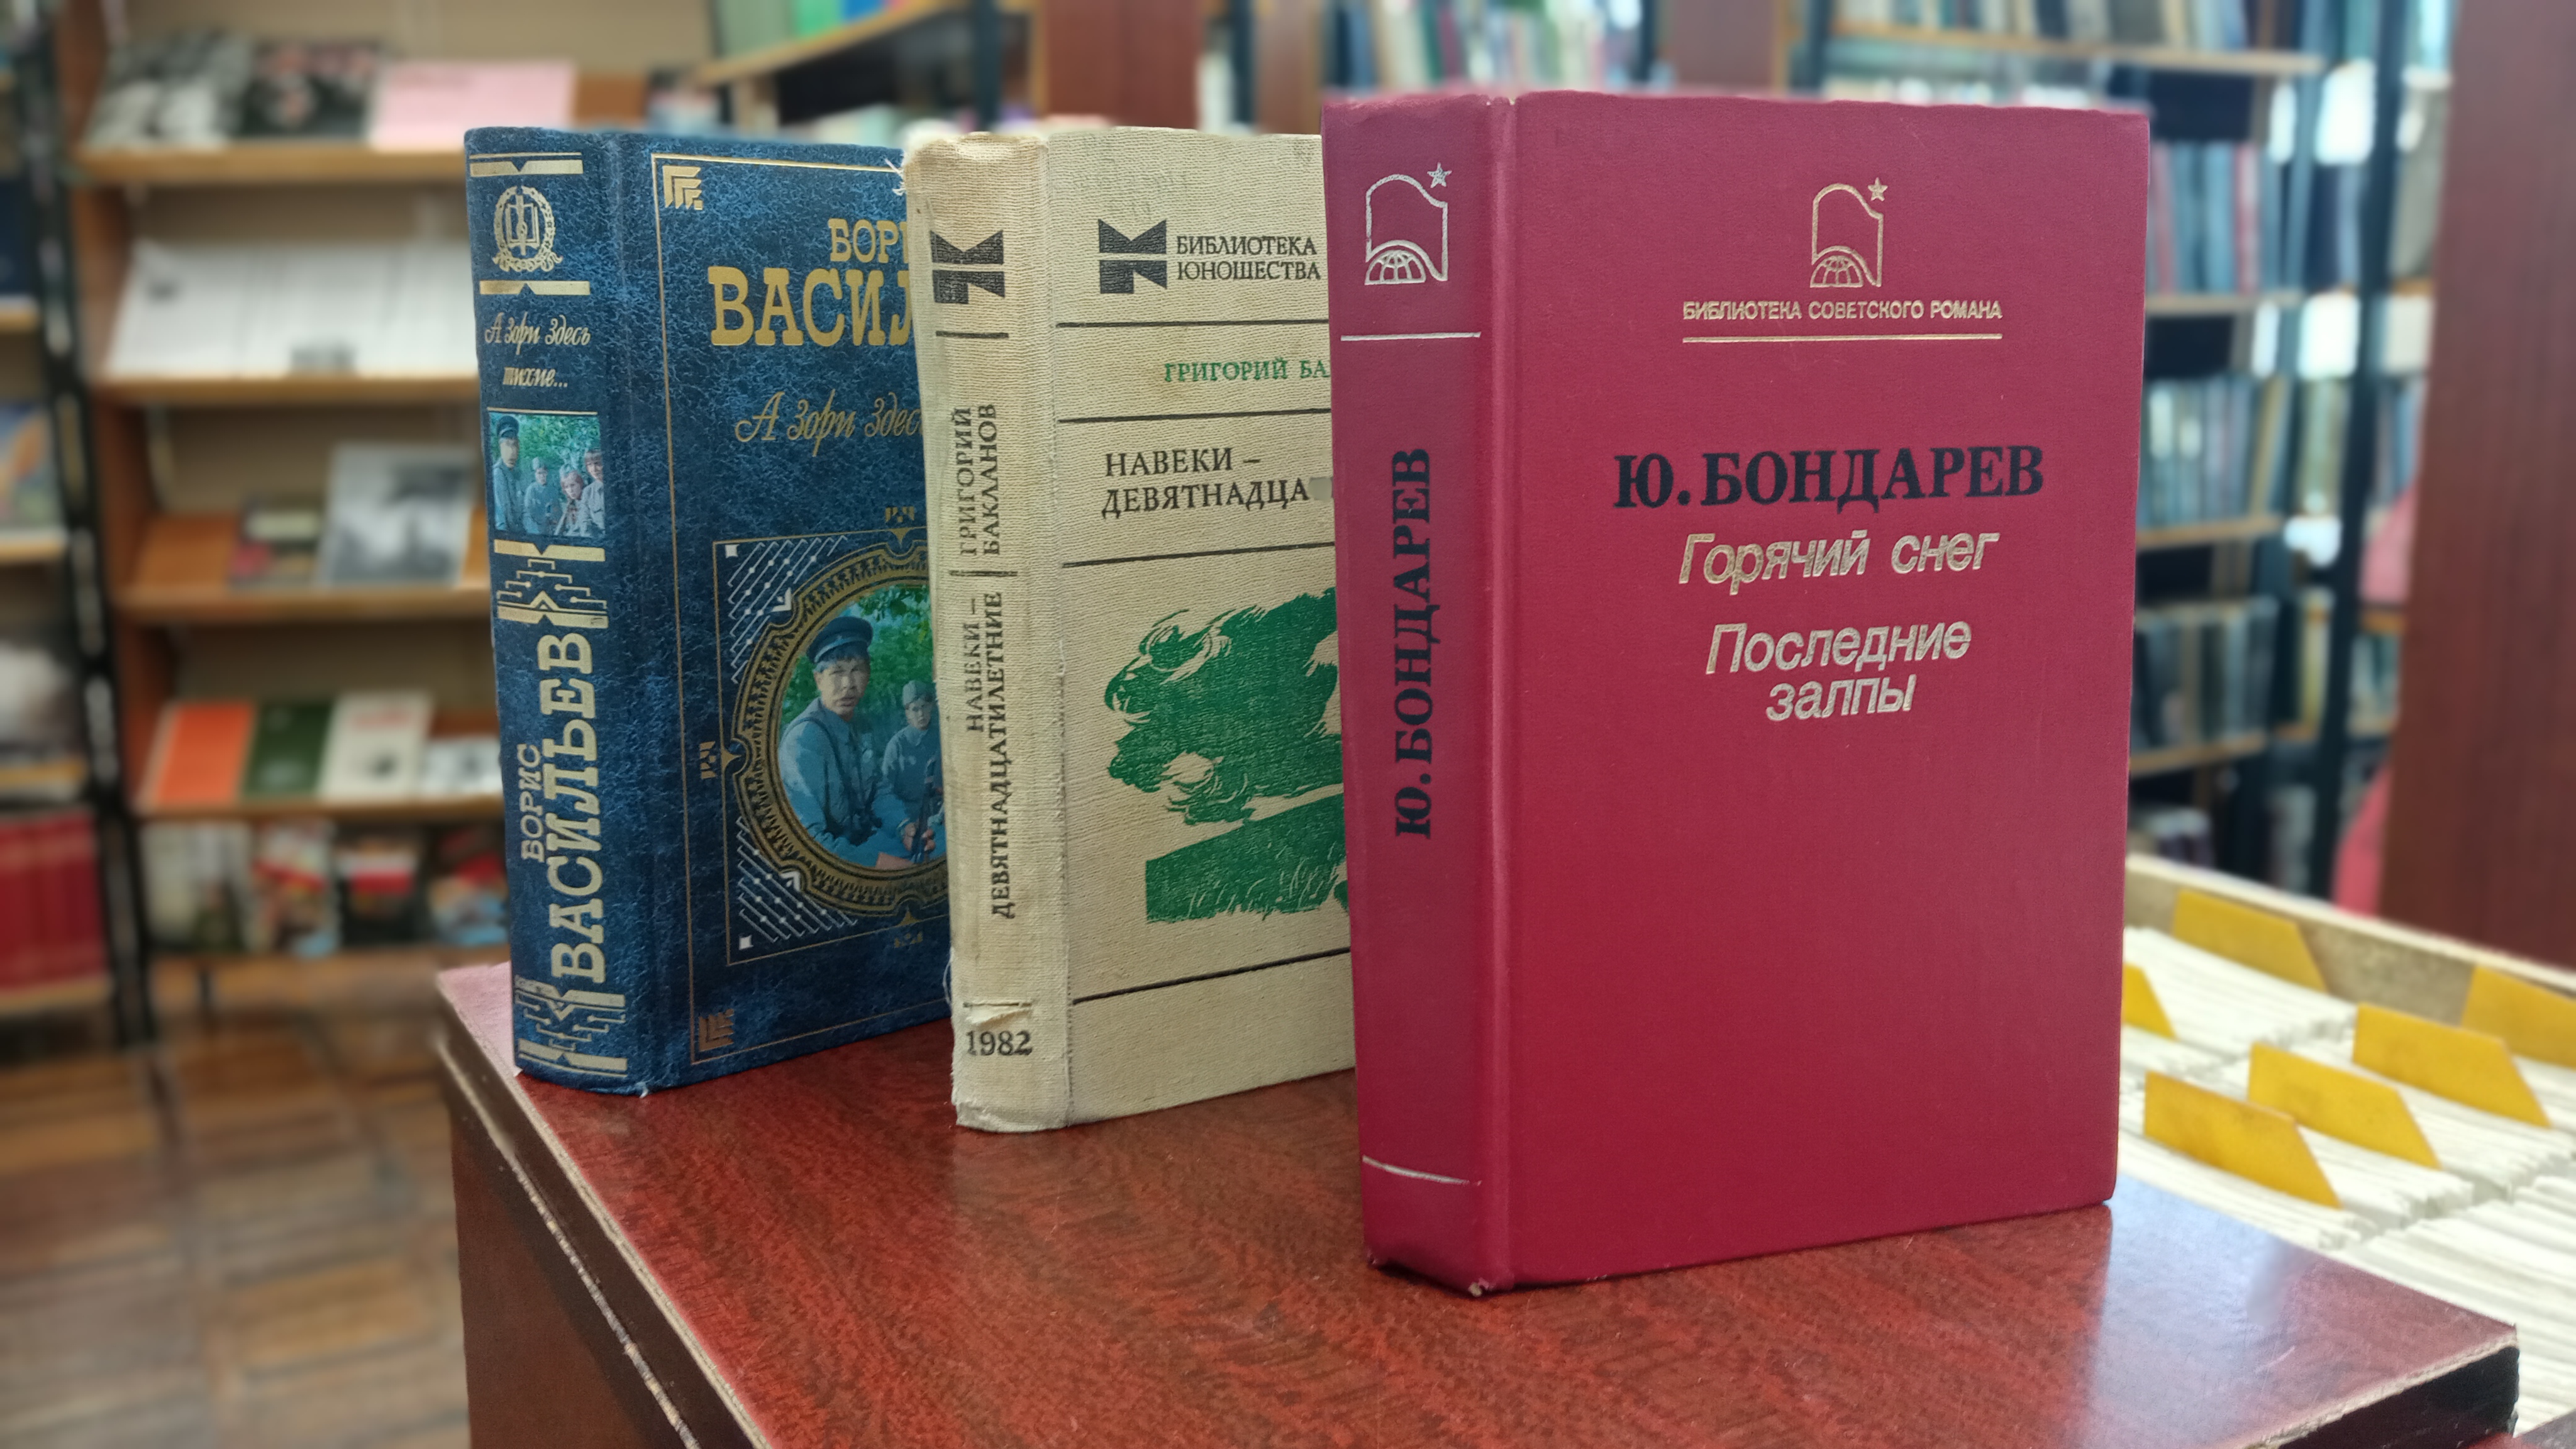 А зори здесь
тихие...
БОРИС
ВАСИЛЬЕВ
БОРИ
ВАСИЛ
А зори здес
ГРИГОРИЙ
БАКЛАНОВ
НАВЕКИ –
ДЕВЯТНАДЦАТИЛЕТНИЕ
1982
БИБЛИОТЕКА
ЮНОШЕСТВА
ГРИГОРИЙ БА
НАВЕКИ –
ДЕВЯТНАДЦА
Ю. БОНДАРЕВ
БИБЛИОТЕКА СОВЕТСКОГО РОМАНА
Ю. БОНДАРЕВ
Горячий снег
Последние
залпы